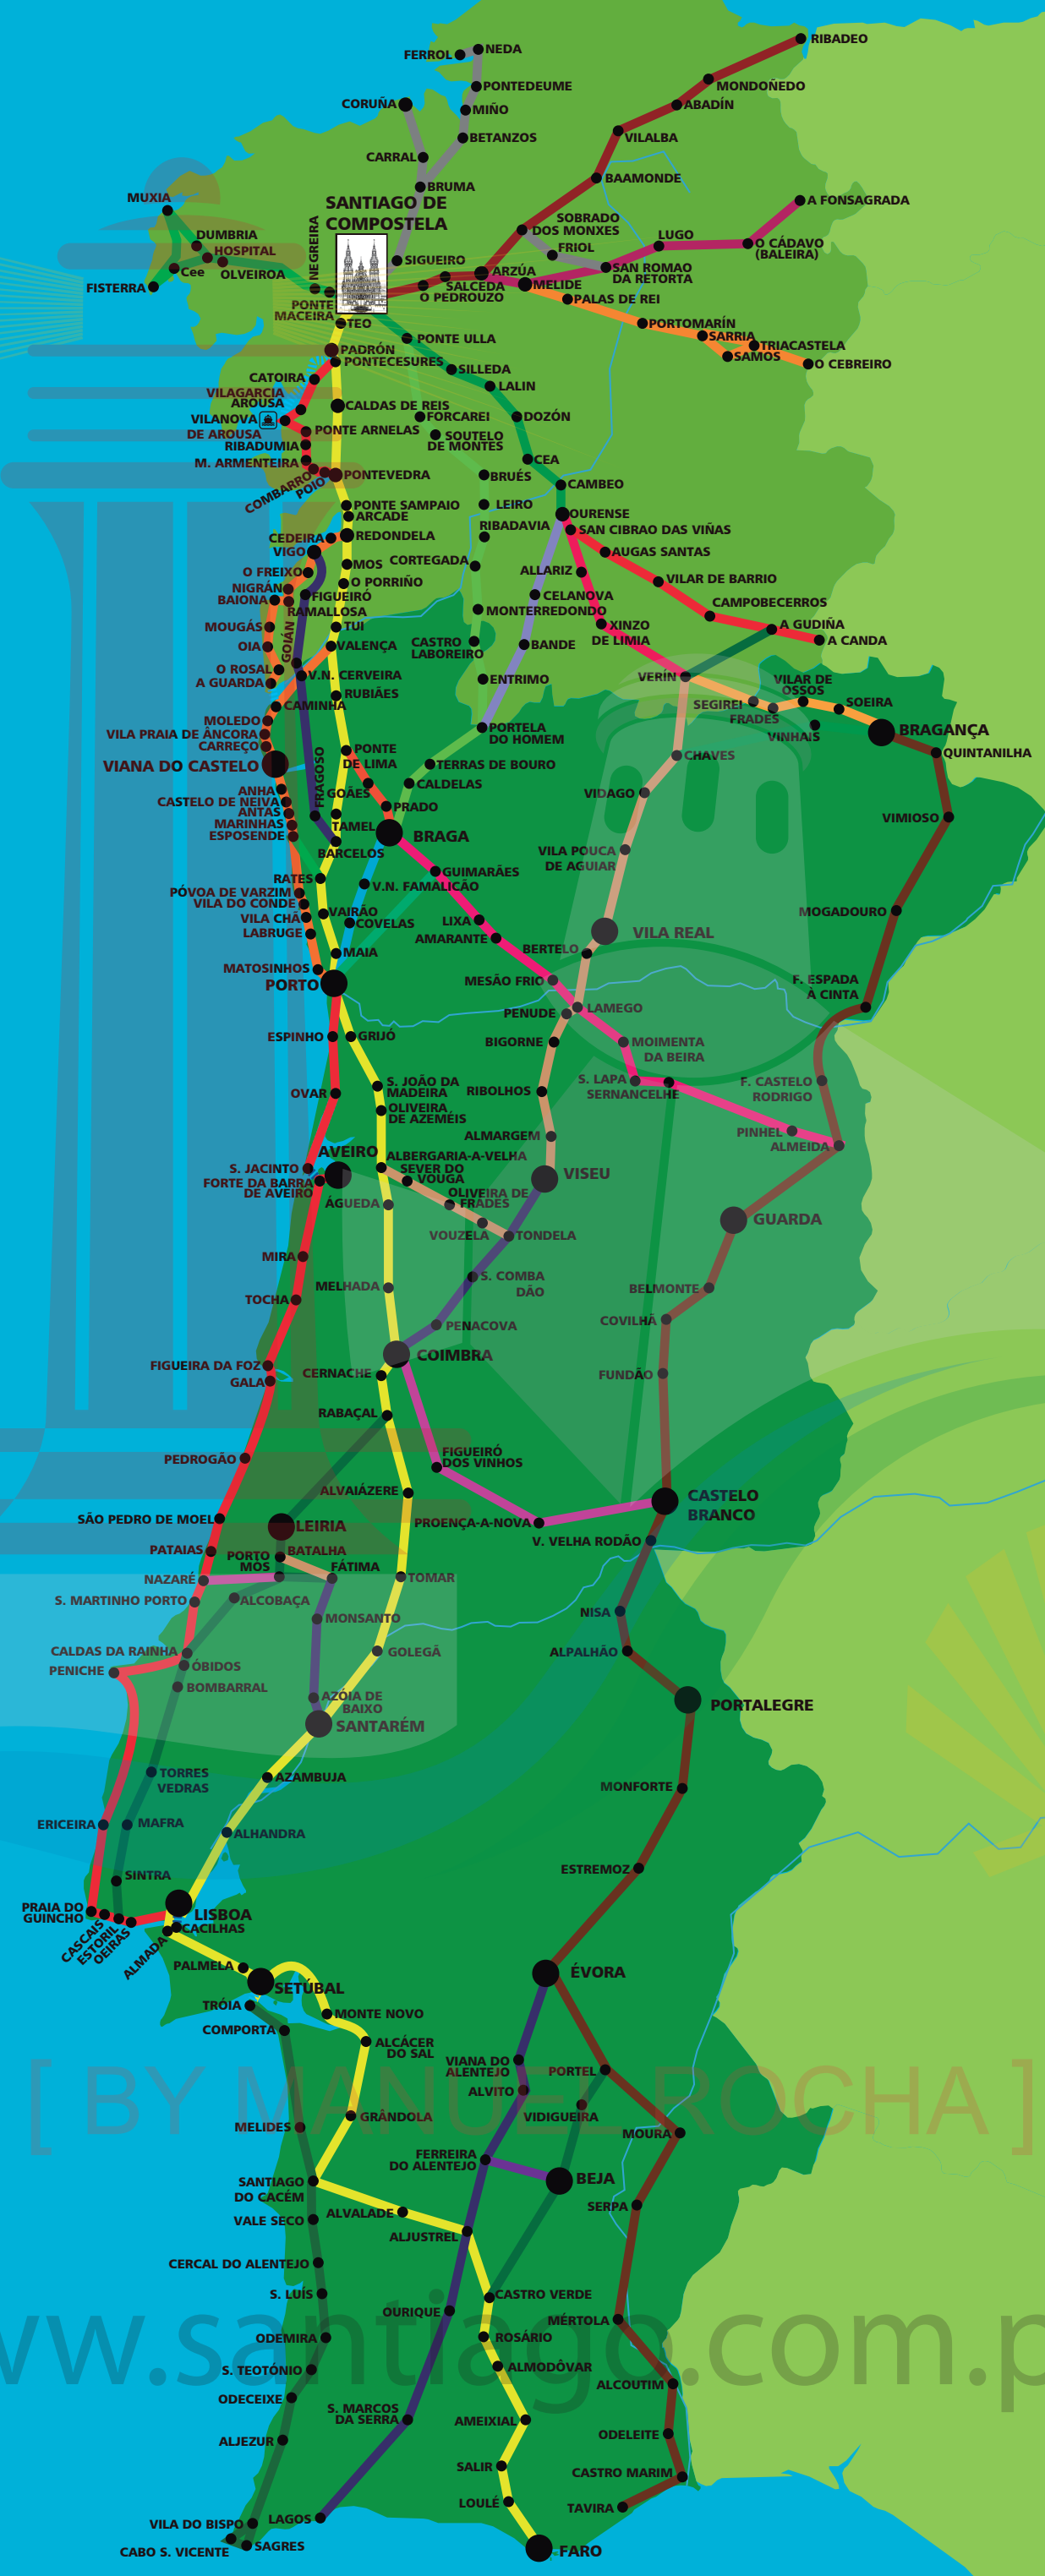 RIBADEO
FERROL
NEDA
MONDOÑEDO
PONTEDEUME
CORUÑA
ABADÍN
MIÑO
BETANZOS
VILALBA
CARRAL
BAAMONDE
BRUMA
MUXIA
SANTIAGO DE
COMPOSTELA
A FONSAGRADA
SOBRADO
DOS MONXES
DUMBRIA
HOSPITAL
LUGO
O CÁDAVO
(BALEIRA)
FRIOL
NEGREIRA
SIGUEIRO
Cee
OLVEIROA
ARZÚA
SAN ROMAO
DA RETORTA
FISTERRA
SALCEDA
MELIDE
O PEDROUZO
PALAS DE REI
PONTE
MACEIRA
TEO
PORTOMARÍN
PONTE ULLA
SARRIA
TRIACASTELA
PADRÓN
SAMOS
PONTECESURES
O CEBREIRO
SILLEDA
CATOIRA
LALIN
VILAGARCIA
AROUSA
CALDAS DE REIS
VILANOVA
DE AROUSA
FORCAREI
DOZÓN
PONTE ARNELAS
SOUTELO
DE MONTES
RIBADUMIA
M. ARMENTEIRA
CEA
COMBARRO
POIO
PONTEVEDRA
BRUÉS
CAMBEO
PONTE SAMPAIO
LEIRO
ARCADE
OURENSE
RIBADAVIA
SAN CIBRAO DAS VIÑAS
CEDEIRA
REDONDELA
VIGO
AUGAS SANTAS
MOS
CORTEGADA
O FREIXO
ALLARIZ
VILAR DE BARRIO
O PORRIÑO
NIGRÁN
FIGUEIRÓ
CELANOVA
BAIONA
RAMALLOSA
MONTERREDONDO
CAMPOBECERROS
MOUGÁS
TUI
XINZO
DE LIMIA
A GUDIÑA
A CANDA
OIA
GOIÁN
VALENÇA
CASTRO
LABOREIRO
BANDE
O ROSAL
V.N. CERVEIRA
ENTRIMO
VERÍN
VILAR DE
OSSOS
A GUARDA
RUBIÃES
SEGIREI
SOEIRA
CAMINHA
FRADES
MOLEDO
PORTELA
DO HOMEM
VINHAIS
BRAGANÇA
VILA PRAIA DE ÂNCORA
CARREÇO
PONTE
DE LIMA
CHAVES
QUINTANILHA
VIANA DO CASTELO
TERRAS DE BOURO
FRAGOSO
CALDELAS
ANHA
GOÃES
VIDAGO
CASTELO DE NEIVA
PRADO
ANTAS
VIMIOSO
MARINHAS
TAMEL
BRAGA
ESPOSENDE
BARCELOS
VILA POUCA
DE AGUIAR
RATES
GUIMARÃES
V.N. FAMALICÃO
PÓVOA DE VARZIM
VILA DO CONDE
VAIRÃO
MOGADOURO
VILA CHÃ
COVELAS
LIXA
LABRUGE
AMARANTE
VILA REAL
MAIA
BERTELO
MATOSINHOS
PORTO
MESÃO FRIO
F. ESPADA
À CINTA
PENUDE
LAMEGO
ESPINHO
GRIJÓ
BIGORNE
MOIMENTA
DA BEIRA
S. JOÃO DA
MADEIRA
OVAR
RIBOLHOS
S. LAPA
SERNANCELHE
F. CASTELO
RODRIGO
OLIVEIRA
DE AZEMÉIS
ALMARGEM
PINHEL
ALMEIDA
AVEIRO
ALBERGARIA-A-VELHA
S. JACINTO
SEVER DO
VOUGA
VISEU
FORTE DA BARRA
DE AVEIRO
OLIVEIRA DE
FRADES
ÁGUEDA
GUARDA
VOUZELA
TONDELA
MIRA
S. COMBA
DÃO
MELHADA
BELMONTE
TOCHA
COVILHÃ
PENACOVA
COIMBRA
FIGUEIRA DA FOZ
CERNACHE
FUNDÃO
GALA
RABAÇAL
PEDROGÃO
FIGUEIRÓ
DOS VINHOS
ALVAIÁZERE
CASTELO
BRANCO
SÃO PEDRO DE MOEL
LEIRIA
PROENÇA-A-NOVA
V. VELHA RODÃO
PATAIAS
PORTO
MÓS
BATALHA
FÁTIMA
NAZARÉ
TOMAR
S. MARTINHO PORTO
ALCOBAÇA
MONSANTO
NISA
CALDAS DA RAINHA
GOLEGÃ
ALPALHÃO
PENICHE
ÓBIDOS
BOMBARRAL
AZÓIA DE
BAIXO
PORTALEGRE
SANTARÉM
TORRES
VEDRAS
AZAMBUJA
MONFORTE
ERICEIRA
MAFRA
ALHANDRA
ESTREMOZ
SINTRA
PRAIA DO
GUINCHO
LISBOA
CASCAIS
ESTORIL
OEIRAS
CACILHAS
ALMADA
PALMELA
ÉVORA
SETÚBAL
TRÓIA
MONTE NOVO
COMPORTA
ALCÁCER
DO SAL
VIANA DO
ALENTEJO
PORTEL
ALVITO
[ BY MANUEL ROCHA ]
GRÂNDOLA
VIDIGUEIRA
MELIDES
MOURA
FERREIRA
DO ALENTEJO
BEJA
SANTIAGO
DO CACÉM
SERPA
ALVALADE
VALE SECO
ALJUSTREL
CERCAL DO ALENTEJO
S. LUÍS
CASTRO VERDE
OURIQUE
MÉRTOLA
www.santiago.com.p
ODEMIRA
ROSÁRIO
S. TEOTÓNIO
ALMODÔVAR
ALCOUTIM
ODECEIXE
S. MARCOS
DA SERRA
AMEIXIAL
ALJEZUR
ODELEITE
SALIR
CASTRO MARIM
LOULÉ
TAVIRA
VILA DO BISPO
LAGOS
CABO S. VICENTE
SAGRES
FARO